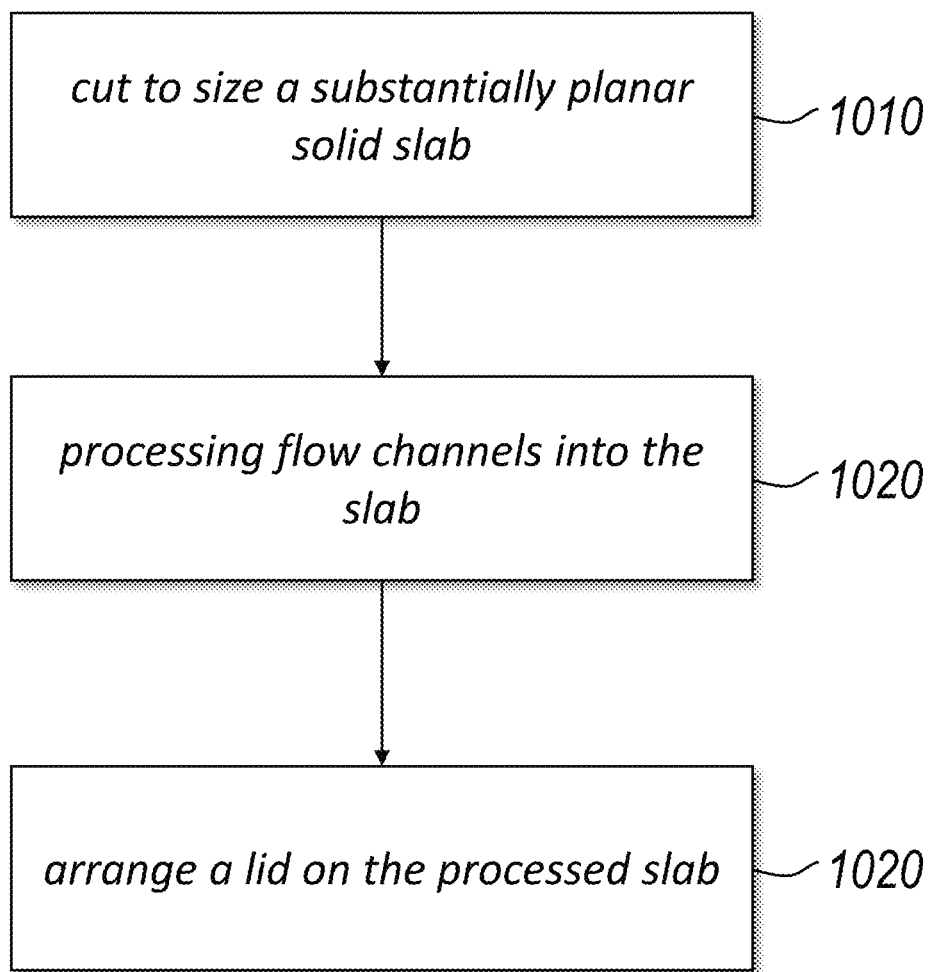 cut to size a substantially planar
solid slab
1010
processing flow channels into the
slab
1020
arrange a lid on the processed slab
1020